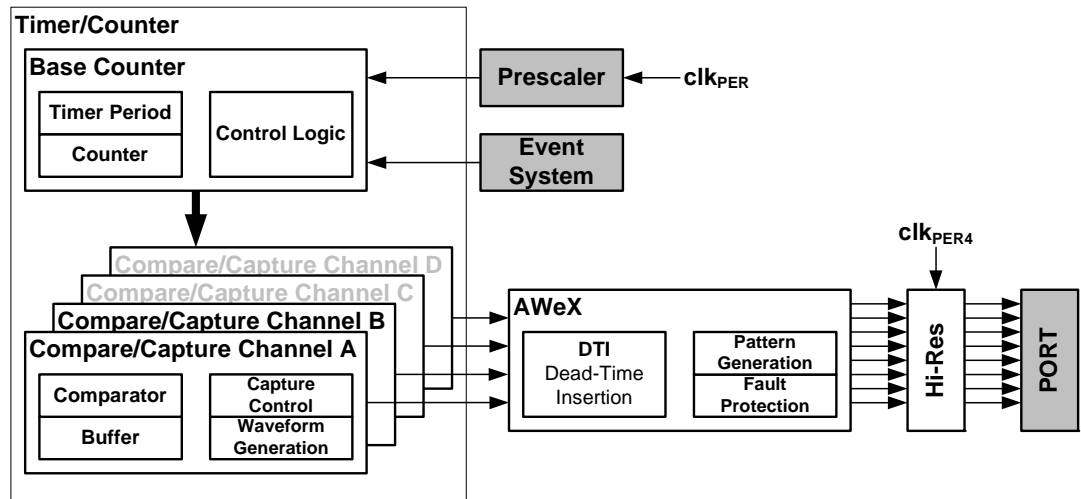 Timer/Counter
Base Counter
Timer Period
Counter
Control Logic
Prescaler
clkPER
Event
System
Compare/Capture Channel D
Compare/Capture Channel C
Compare/Capture Channel B
Compare/Capture Channel A
Comparator
Buffer
Capture
Control
Waveform
Generation
AWeX
DTI
Dead-Time
Insertion
Pattern
Generation
Fault
Protection
clkPER4
Hi-Res
PORT